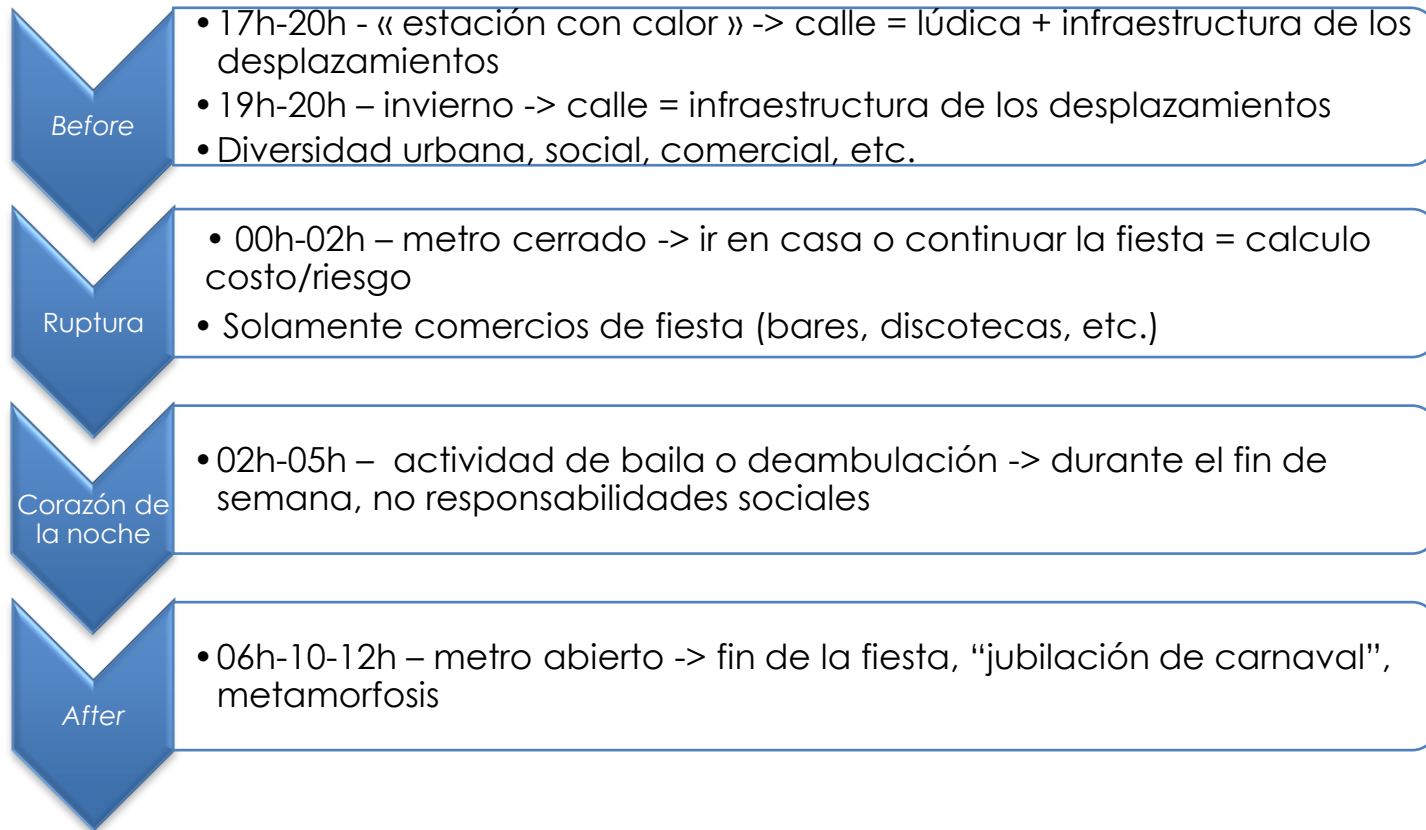 Before
• 17h-20h - « estación con calor » -> calle = lúdica + infraestructura de los
desplazamientos
• 19h-20h – invierno -> calle = infraestructura de los desplazamientos
• Diversidad urbana, social, comercial, etc.
Ruptura
• 00h-02h – metro cerrado -> ir en casa o continuar la fiesta = calculo
costo/riesgo
• Solamente comercios de fiesta (bares, discotecas, etc.)
Corazón de
la noche
• 02h-05h – actividad de baila o deambulación -> durante el fin de
semana, no responsabilidades sociales
After
• 06h-10-12h – metro abierto -> fin de la fiesta, “jubilación de carnaval”,
metamorfosis